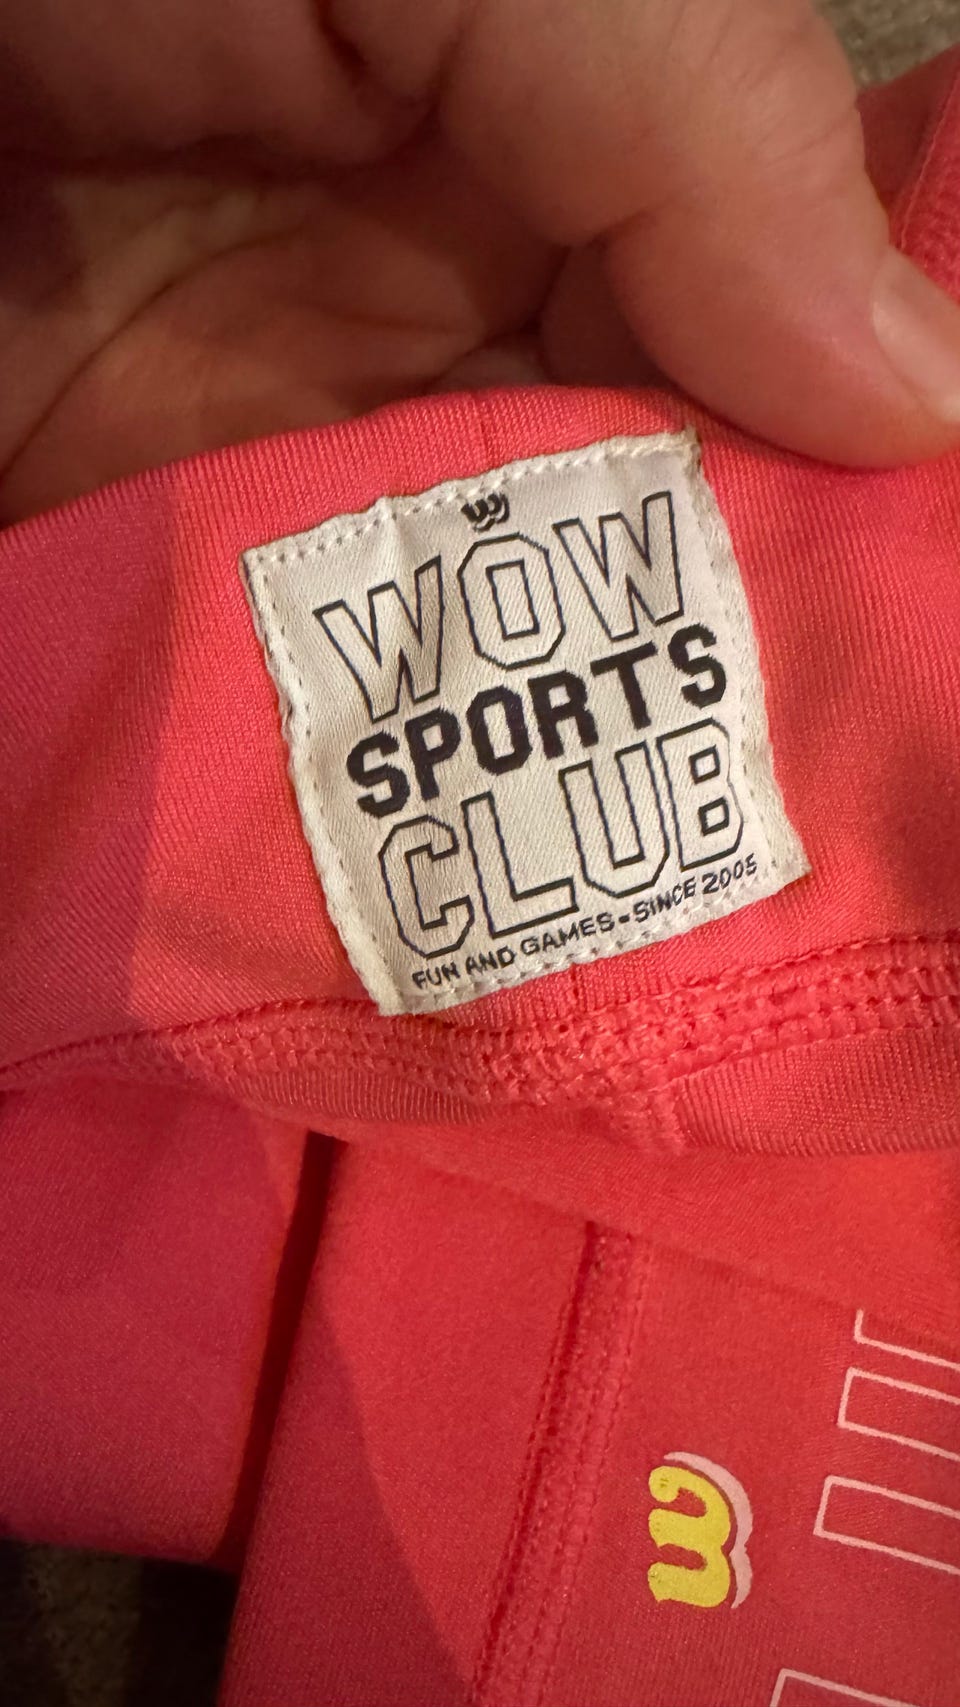 W
WOW
SPORTS
CLUB
FUN AND GAMES - SINCE 2005
W